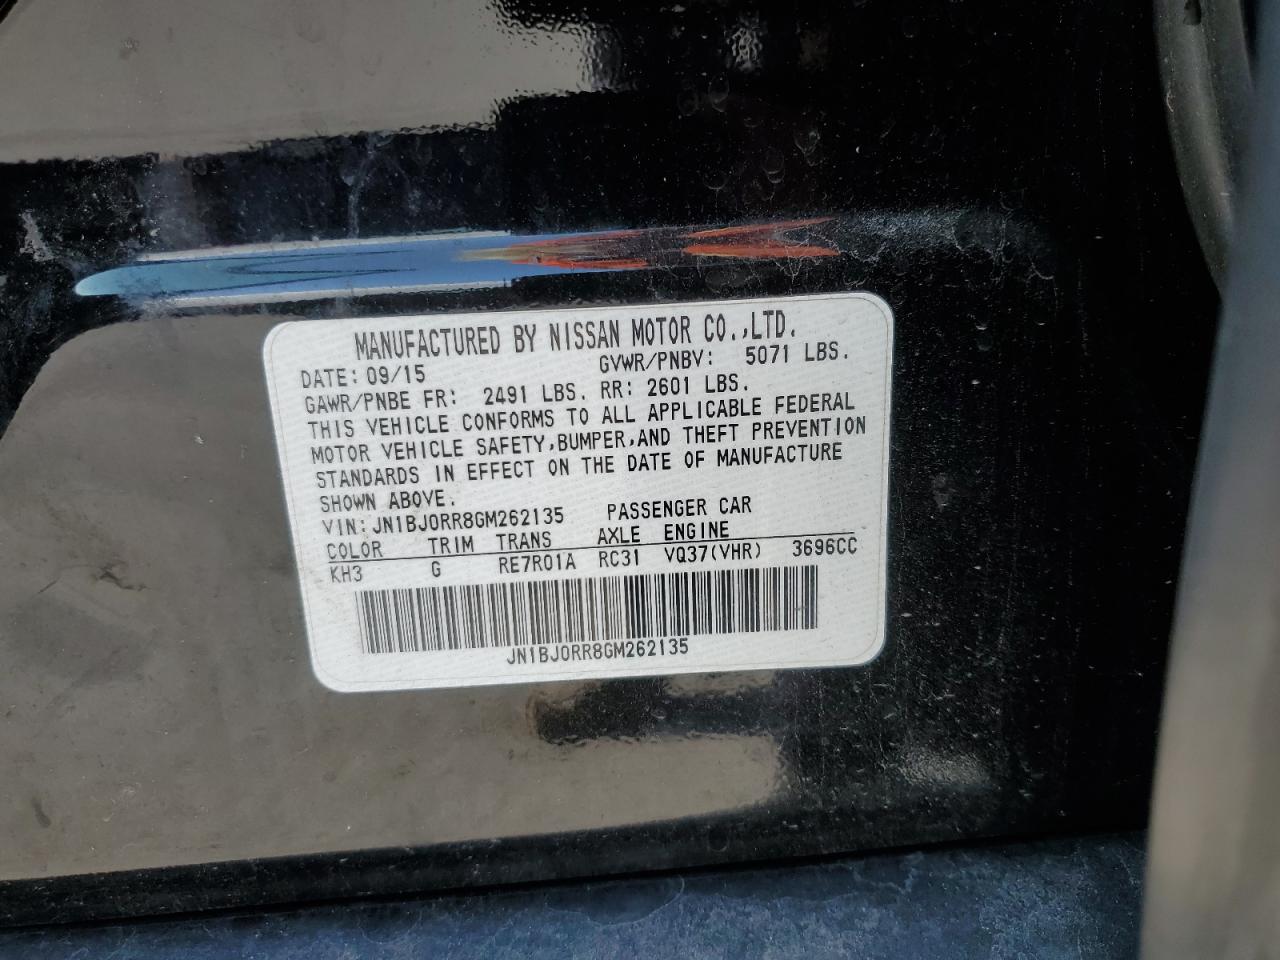 MANUFACTURED BY NISSAN MOTOR CO.,LTD.
DATE: 09/15 GVWR/PNBV: 5071 LBS.
GAWR/PNBE FR: 2491 LBS. RR: 2601 LBS.
THIS VEHICLE CONFORMS TO ALL APPLICABLE FEDERAL
MOTOR VEHICLE SAFETY,BUMPER,AND THEFT PREVENTION
STANDARDS IN EFFECT ON THE DATE OF MANUFACTURE
SHOWN ABOVE.
VIN: JN1BJ0RR8GM262135 PASSENGER CAR
COLOR TRIM TRANS AXLE ENGINE
KH3 G RE7R01A RC31 VQ37(VHR) 3696CC
JN1BJ0RR8GM262135